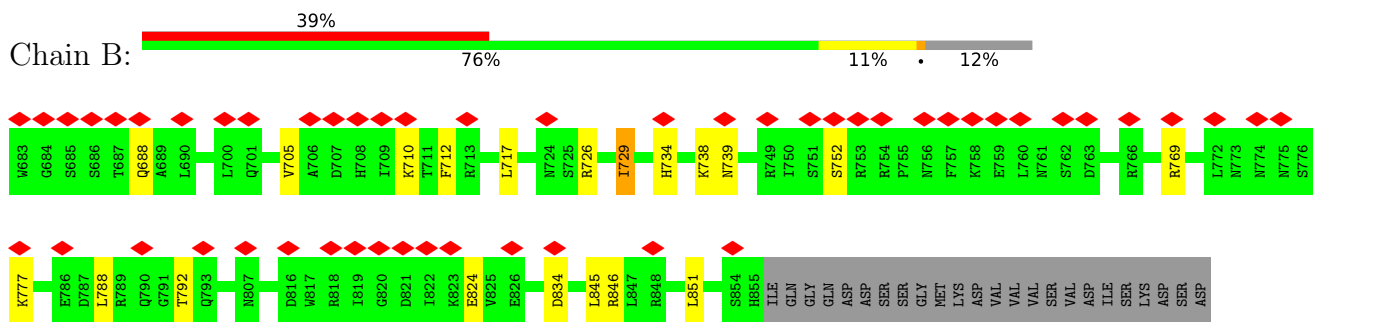 39%
Chain B:
76% 11% • 12%
W683 G684 S685 S686 T687 Q688 A689 L690 L700 Q701 V705 A706 D707 H708 I709 K710 T711 F712 R713 L717 N724 S725 R726 I729 H734 K738 N739 R749 I750 S751 S752 R753 R754 P755 N756 F757 K758 E759 L760 N761 S762 D763 R766 R769 L772 N773 N774 N775 S776
K777 E786 D787 L788 R789 Q790 G791 T792 Q793 N807 D816 W817 R818 I819 G820 D821 I822 K823 E824 V825 E826 D834 L845 R846 L847 R848 L851 S854 H855 ILE GLN GLY GLN ASP ASP SER SER GLY MET LYS ASP VAL VAL VAL SER VAL ASP ILE SER LYS ASP SER ASP